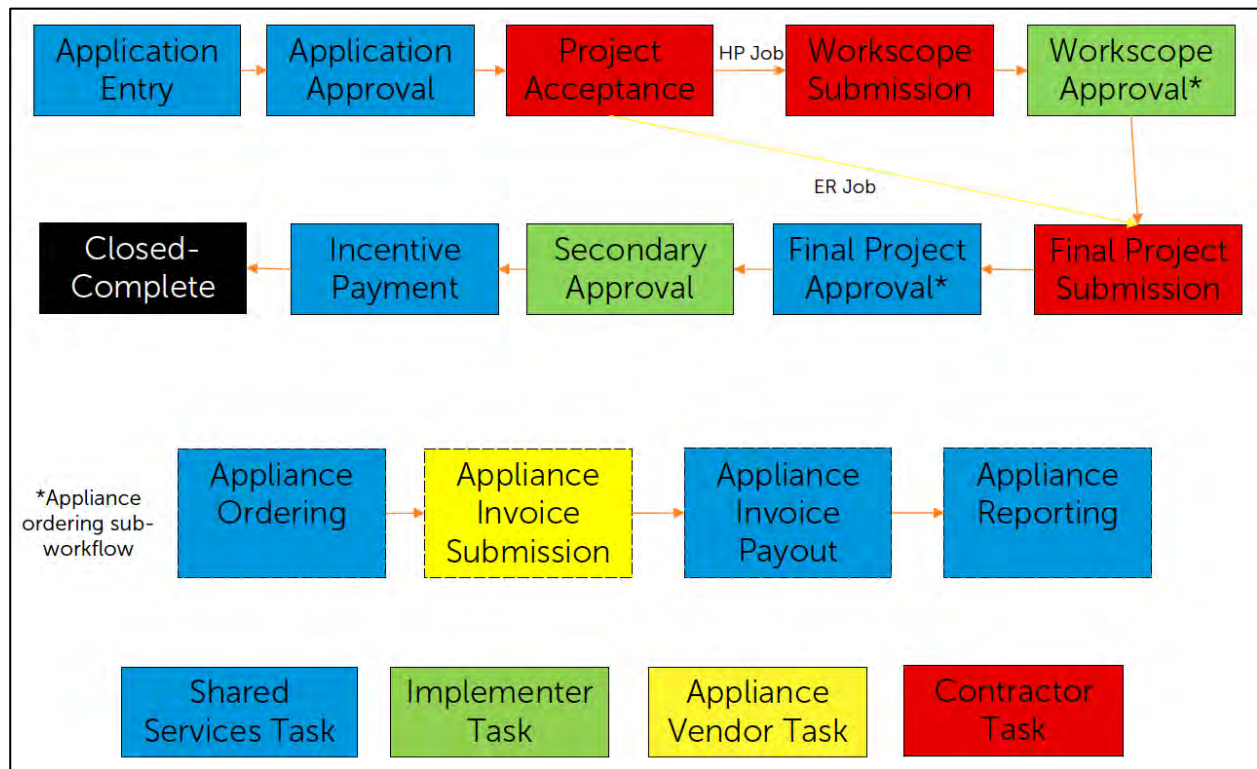 Application
Entry
Application
Approval
Project
Acceptance
HP Job
Workscope
Submission
Workscope
Approval*
ER Job
Closed-
Complete
Incentive
Payment
Secondary
Approval
Final Project
Approval*
Final Project
Submission
*Appliance
ordering sub-
workflow
Appliance
Ordering
Appliance
Invoice
Submission
Appliance
Invoice
Payout
Appliance
Reporting
Shared
Services Task
Implementer
Task
Appliance
Vendor Task
Contractor
Task